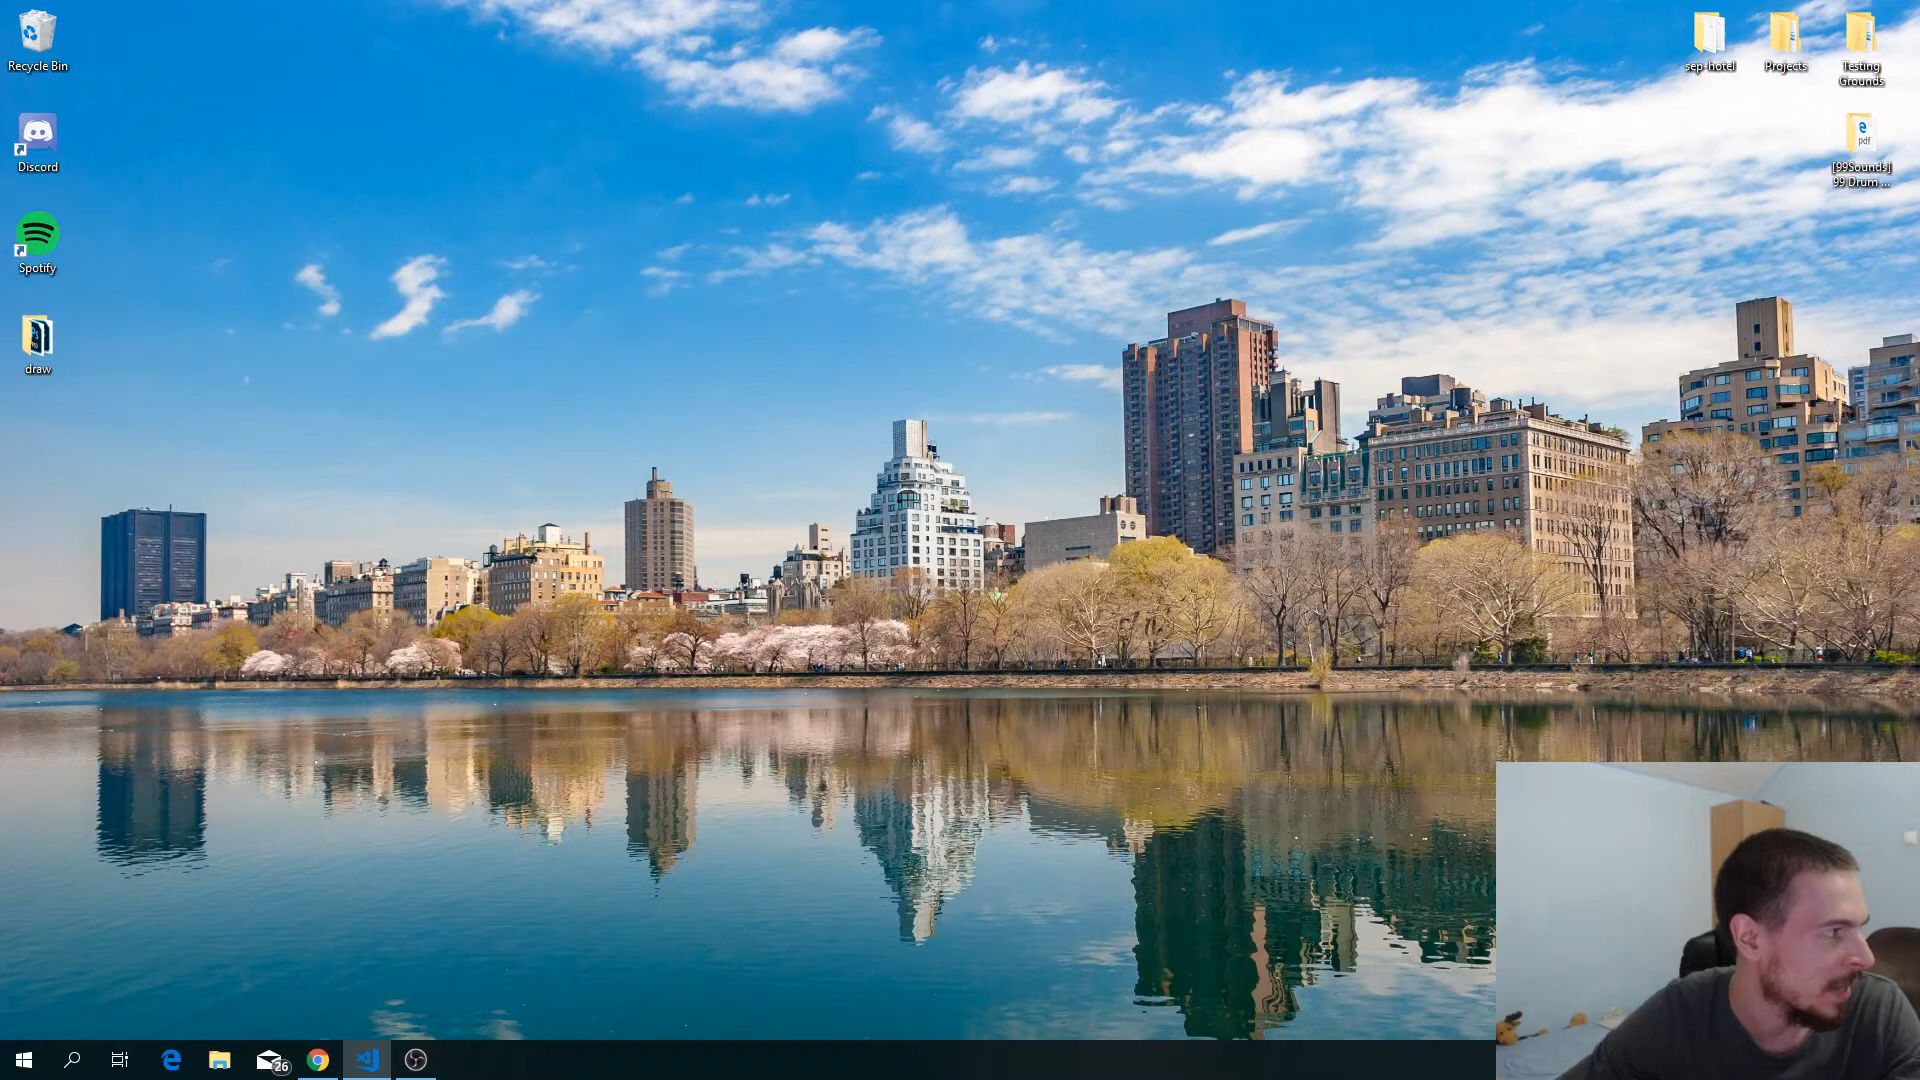 Recycle Bin
Discord
Spotify
draw
sep-hotel
Projects
Testing
Grounds
pdf
[99Sounds]
99 Drum ...
26